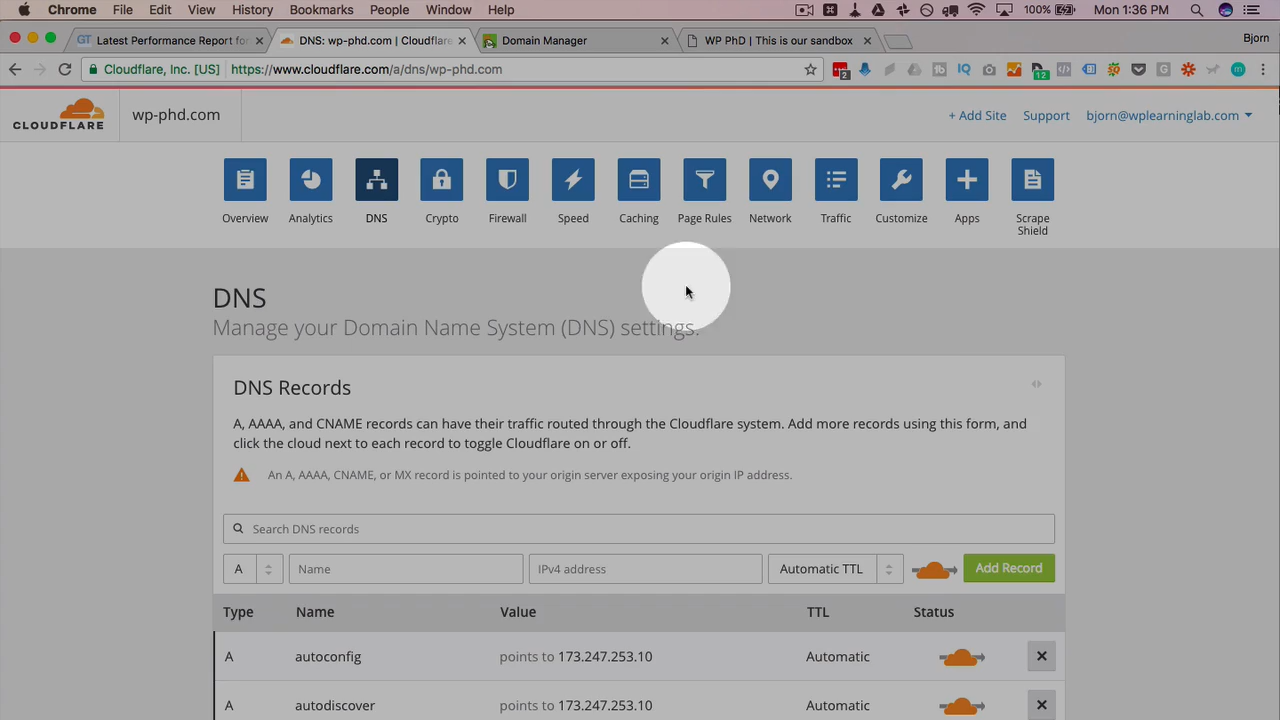 Chrome File Edit View History Bookmarks People Window Help 100% Mon 1:36 PM
Latest Performance Report for DNS: wp-phd.com | Cloudflare Domain Manager WP PhD | This is our sandbox Bjorn
Cloudflare, Inc. [US] https://www.cloudflare.com/a/dns/wp-phd.com 2 12
CLOUDFLARE wp-phd.com + Add Site Support bjorn@wplearninglab.com
Overview Analytics DNS Crypto Firewall Speed Caching Page Rules Network Traffic Customize Apps Scrape
Shield
DNS
Manage your Domain Name System (DNS) settings.
DNS Records
A, AAAA, and CNAME records can have their traffic routed through the Cloudflare system. Add more records using this form, and
click the cloud next to each record to toggle Cloudflare on or off.
An A, AAAA, CNAME, or MX record is pointed to your origin server exposing your origin IP address.
Search DNS records
A Name IPv4 address Automatic TTL Add Record
Type Name Value TTL Status
A autoconfig points to 173.247.253.10 Automatic
A autodiscover points to 173.247.253.10 Automatic